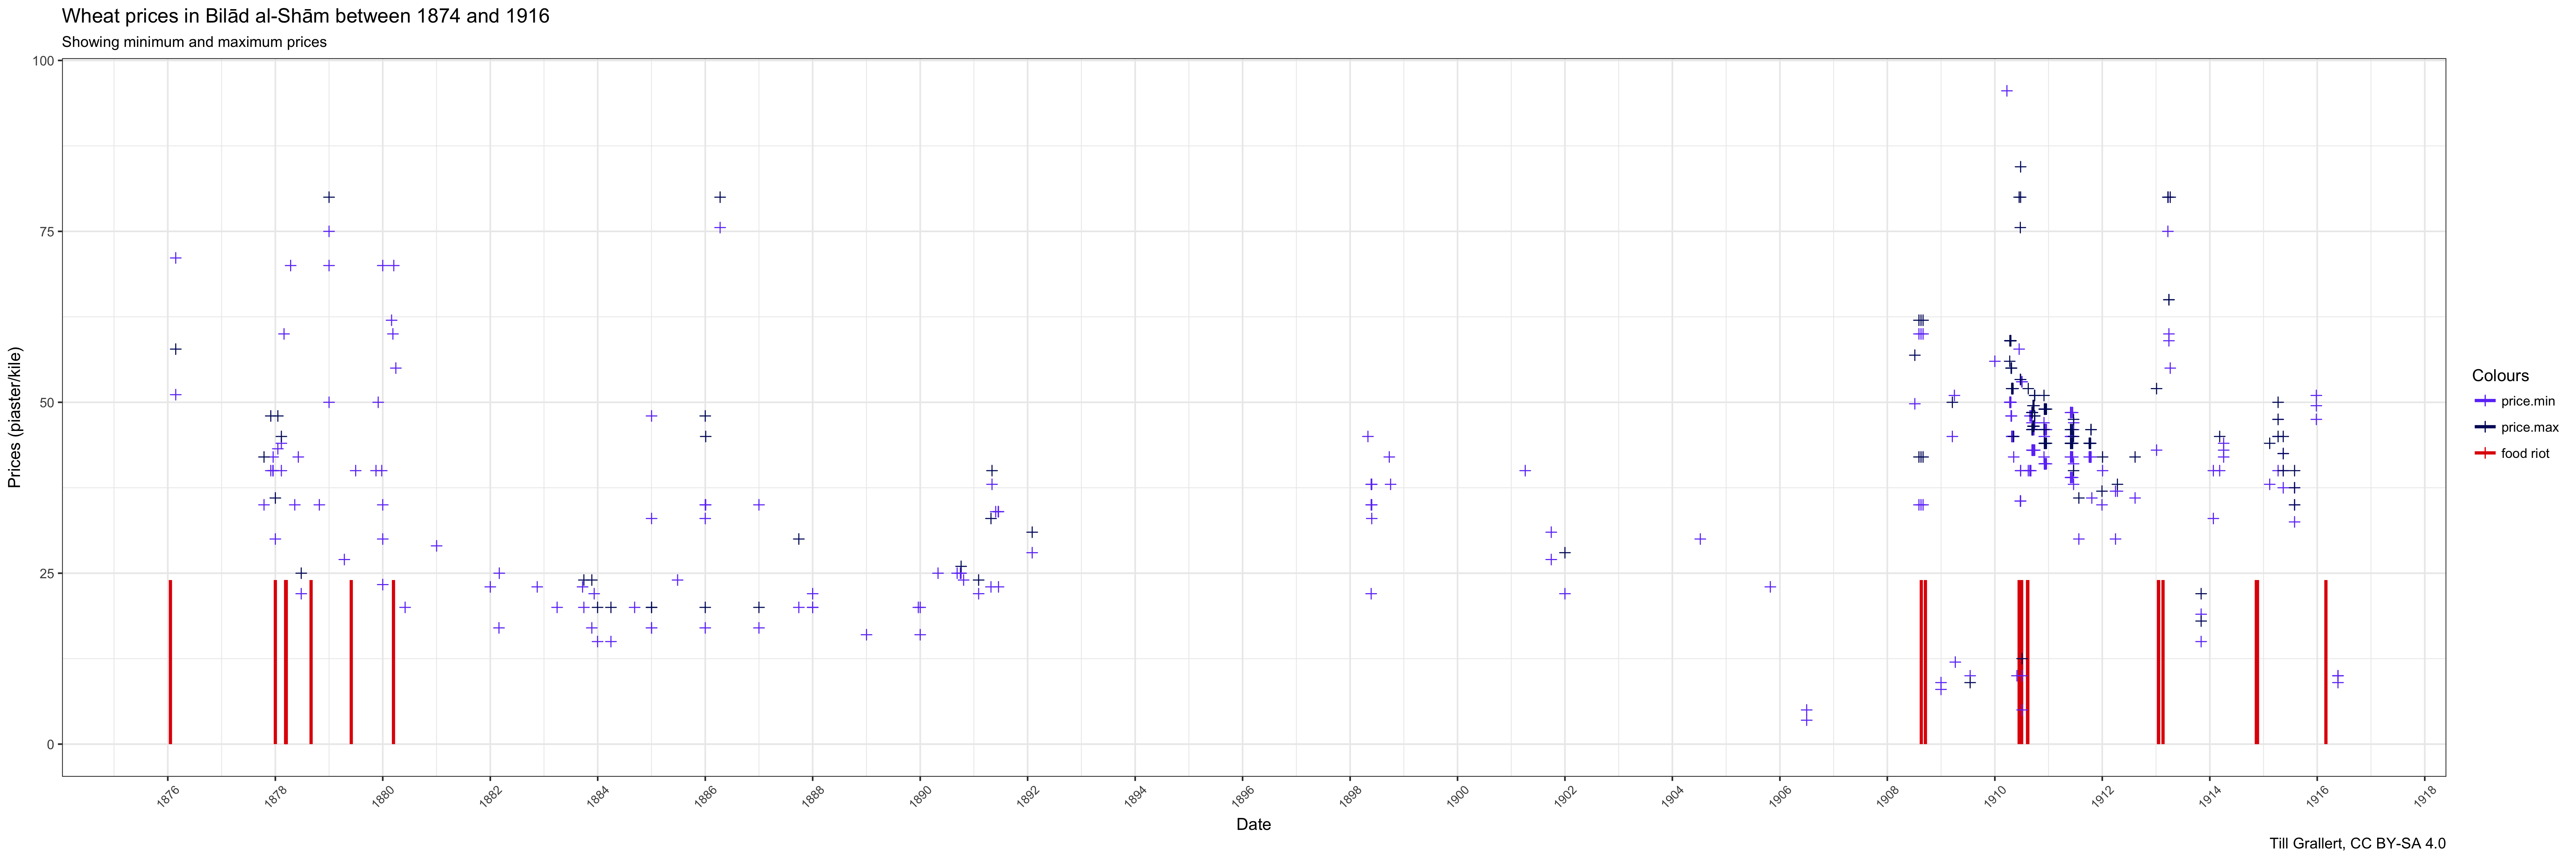 Wheat prices in Bilād al-Shām between 1874 and 1916
Showing minimum and maximum prices
Prices (piaster/kile)
100
75
50
25
0
1876 1878 1880 1882 1884 1886 1888 1890 1892 1894 1896 1898 1900 1902 1904 1906 1908 1910 1912 1914 1916 1918
Date
Colours
price.min
price.max
food riot
Till Grallert, CC BY-SA 4.0